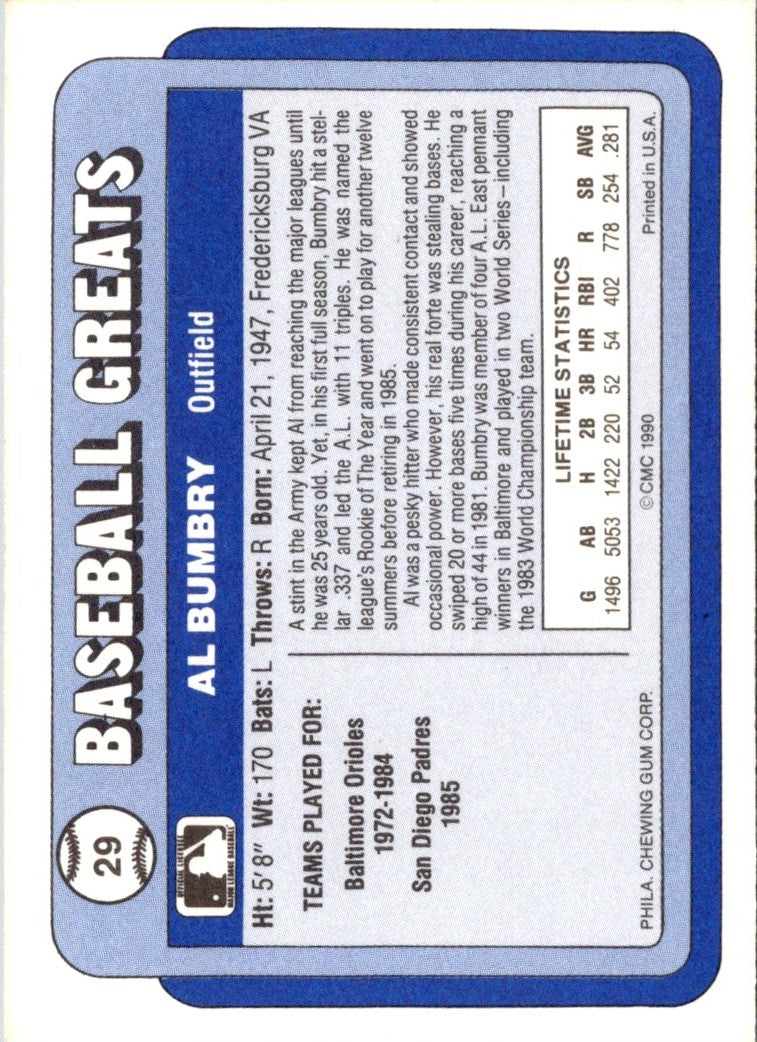 29
BASEBALL GREATS
OFFICIAL LICENSEE
MAJOR LEAGUE BASEBALL
AL BUMBRY Outfield
Ht: 5'8" Wt: 170 Bats: L Throws: R Born: April 21, 1947, Fredericksburg VA
TEAMS PLAYED FOR:
Baltimore Orioles
1972-1984
San Diego Padres
1985
A stint in the Army kept Al from reaching the major leagues until
he was 25 years old. Yet, in his first full season, Bumbry hit a stel-
lar .337 and led the A.L. with 11 triples. He was named the
league's Rookie of The Year and went on to play for another twelve
summers before retiring in 1985.
Al was a pesky hitter who made consistent contact and showed
occasional power. However, his real forte was stealing bases. He
swiped 20 or more bases five times during his career, reaching a
high of 44 in 1981. Bumbry was member of four A.L. East pennant
winners in Baltimore and played in two World Series – including
the 1983 World Championship team.
LIFETIME STATISTICS
G AB H 2B 3B HR RBI R SB AVG
1496 5053 1422 220 52 54 402 778 254 .281
PHILA. CHEWING GUM CORP. © CMC 1990 Printed in U.S.A.